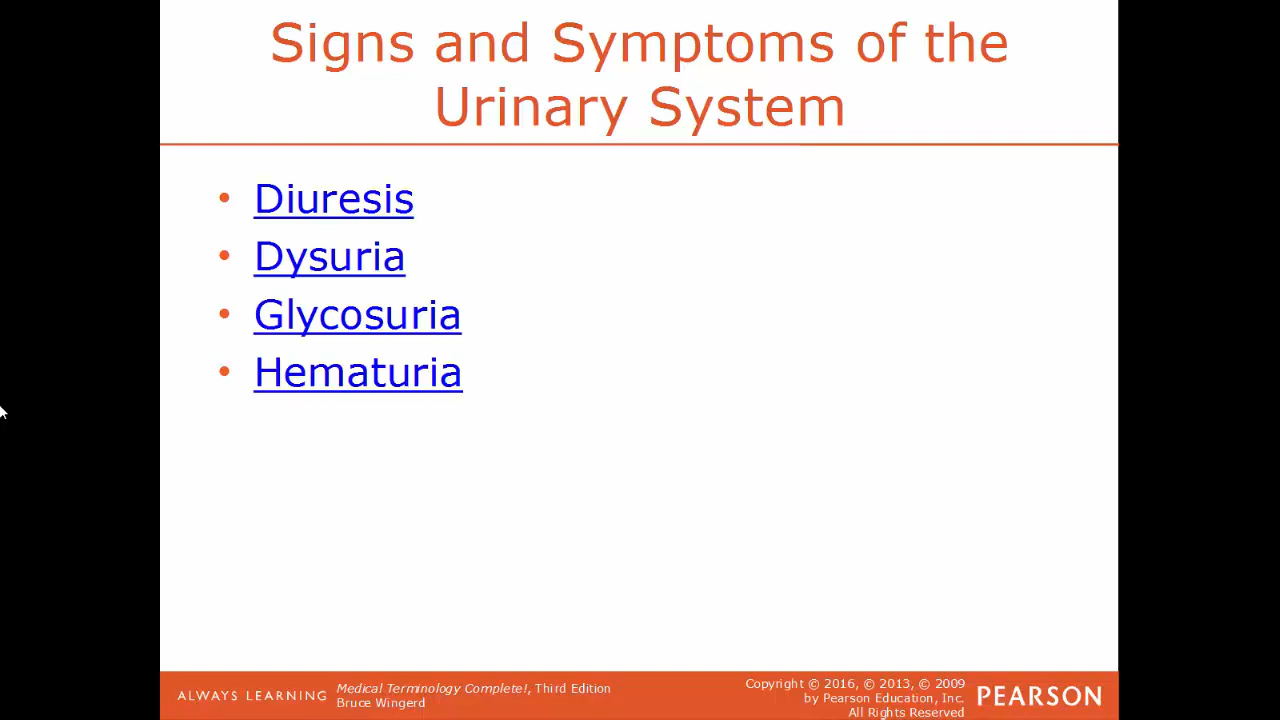 Signs and Symptoms of the
Urinary System
• Diuresis
• Dysuria
• Glycosuria
• Hematuria
ALWAYS LEARNING
Medical Terminology Complete!, Third Edition
Bruce Wingerd
Copyright © 2016, © 2013, © 2009
by Pearson Education, Inc.
All Rights Reserved
PEARSON